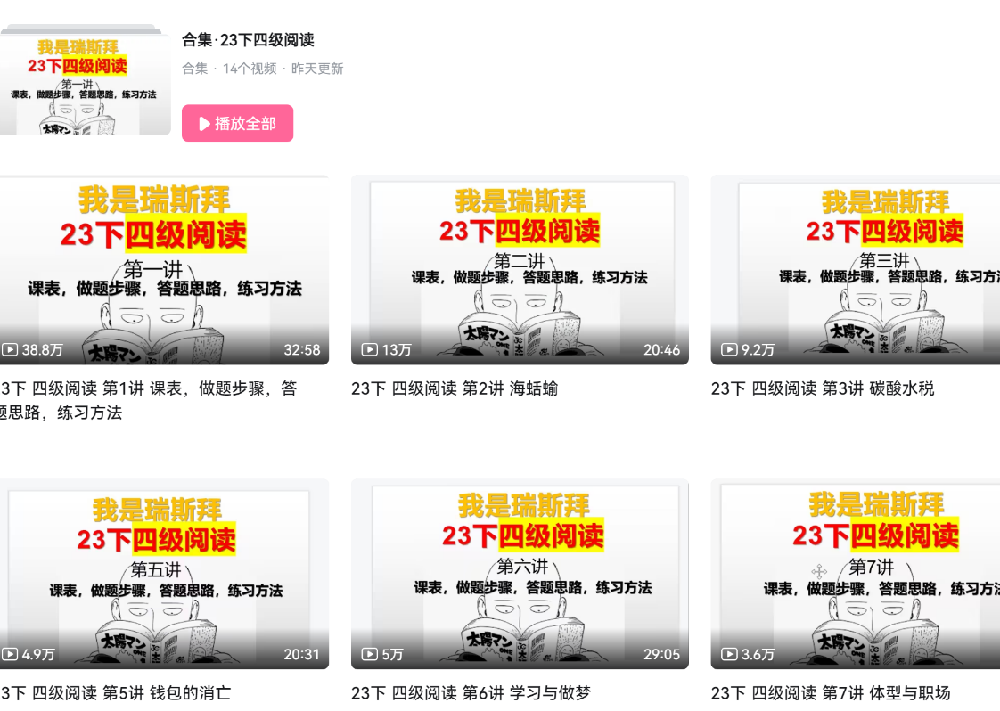 我是瑞斯拜
23下四级阅读
第一讲
课表，做题步骤，答题思路，练习方法
太陽マン
合集·23下四级阅读
合集 · 14个视频 · 昨天更新
播放全部
我是瑞斯拜
23下四级阅读
第一讲
课表，做题步骤，答题思路，练习方法
太陽マン
38.8万
32:58
3下 四级阅读 第1讲 课表，做题步骤，答
题思路，练习方法
我是瑞斯拜
23下四级阅读
第二讲
课表，做题步骤，答题思路，练习方法
太陽マン
ONE
13万
20:46
23下 四级阅读 第2讲 海蛞蝓
我是瑞斯拜
23下四级阅读
第三讲
课表，做题步骤，答题思路，练习方
太陽マン
ONE
9.2万
23下 四级阅读 第3讲 碳酸水税
我是瑞斯拜
23下四级阅读
第五讲
课表，做题步骤，答题思路，练习方法
太陽マン
ONE
4.9万
20:31
3下 四级阅读 第5讲 钱包的消亡
我是瑞斯拜
23下四级阅读
第六讲
课表，做题步骤，答题思路，练习方法
太陽マン
ONE
5万
29:05
23下 四级阅读 第6讲 学习与做梦
我是瑞斯拜
23下四级阅读
第7讲
课表，做题步骤，答题思路，练习方
太陽マン
ONE
3.6万
23下 四级阅读 第7讲 体型与职场